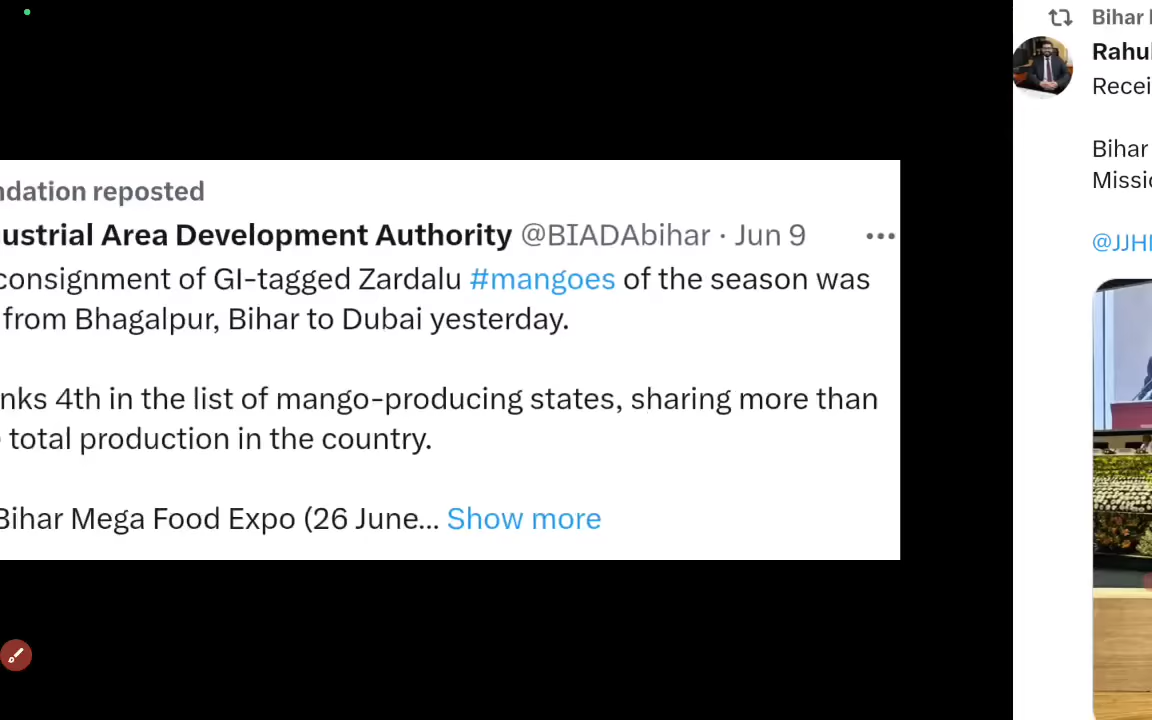 ndation reposted
ustrial Area Development Authority @BIADAbihar · Jun 9
consignment of GI-tagged Zardalu #mangoes of the season was
from Bhagalpur, Bihar to Dubai yesterday.
nks 4th in the list of mango-producing states, sharing more than
total production in the country.
Bihar Mega Food Expo (26 June... Show more
Bihar
Rahul
Recei
Bihar
Missio
@JJH